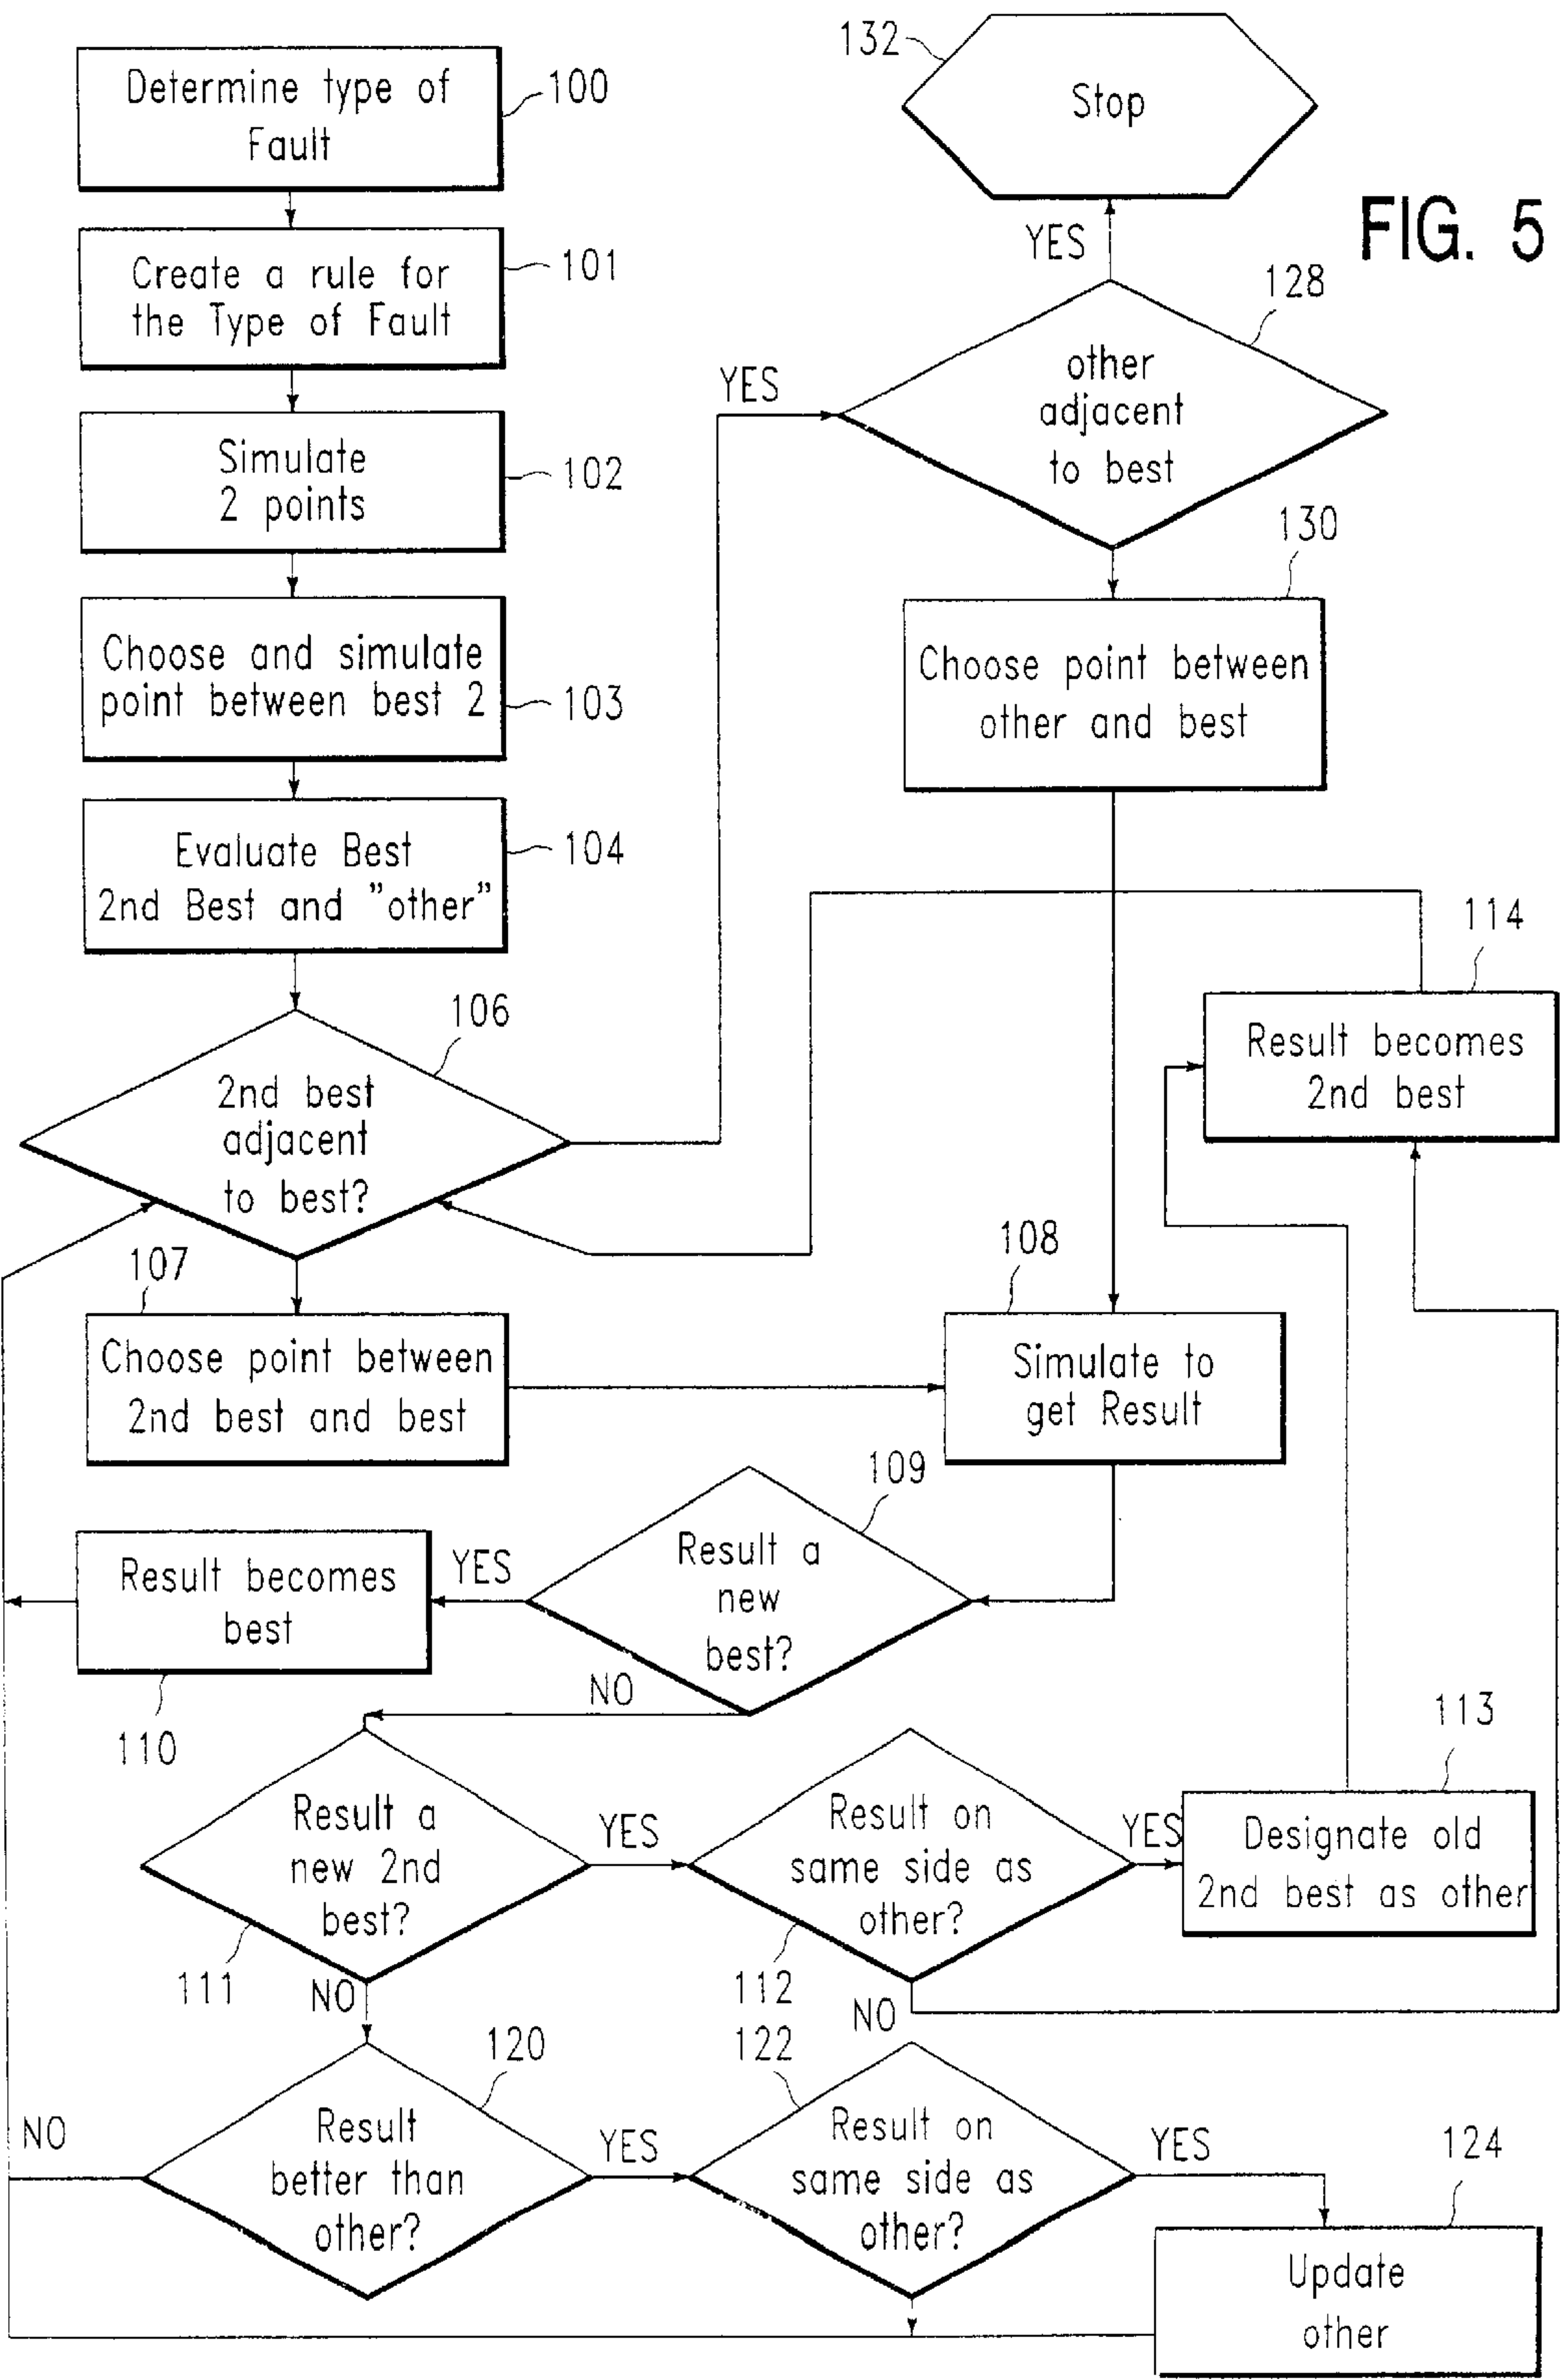 132
Stop
Determine type of
Fault
100
FIG. 5
YES
Create a rule for
the Type of Fault
101
128
other
adjacent
to best
YES
Simulate
2 points
102
130
Choose and simulate
point between best 2
103
Choose point between
other and best
Evaluate Best
2nd Best and "other"
104
114
Result becomes
2nd best
106
2nd best
adjacent
to best?
107
Choose point between
2nd best and best
108
Simulate to
get Result
109
Result a
new
best?
YES
Result becomes
best
110
NO
113
Result a
new 2nd
best?
111
YES
Result on
same side as
other?
112
YES
Designate old
2nd best as other
NO
NO
120
122
NO
Result
better than
other?
YES
Result on
same side as
other?
YES
124
Update
other